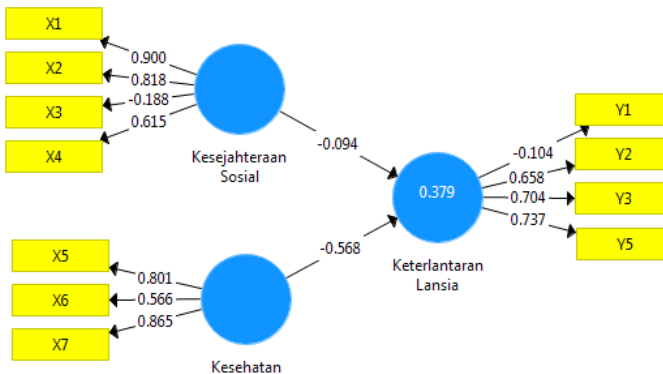 X1
X2
X3
X4
0.900
0.818
-0.188
0.615
Kesejahteraan
Sosial
-0.094
X5
X6
X7
0.801
0.566
0.865
Kesehatan
-0.568
0.379
Keterlantaran
Lansia
-0.104
0.658
0.704
0.737
Y1
Y2
Y3
Y5